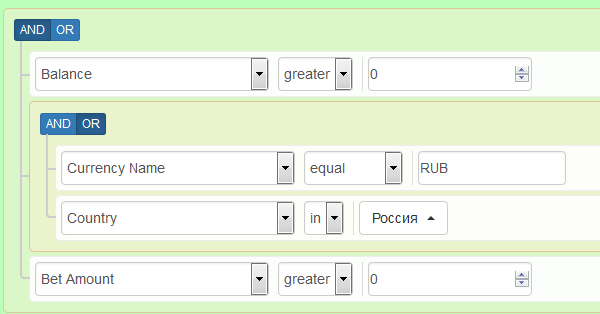 AND OR
Balance greater 0
AND OR
Currency Name equal RUB
Country in Россия
Bet Amount greater 0